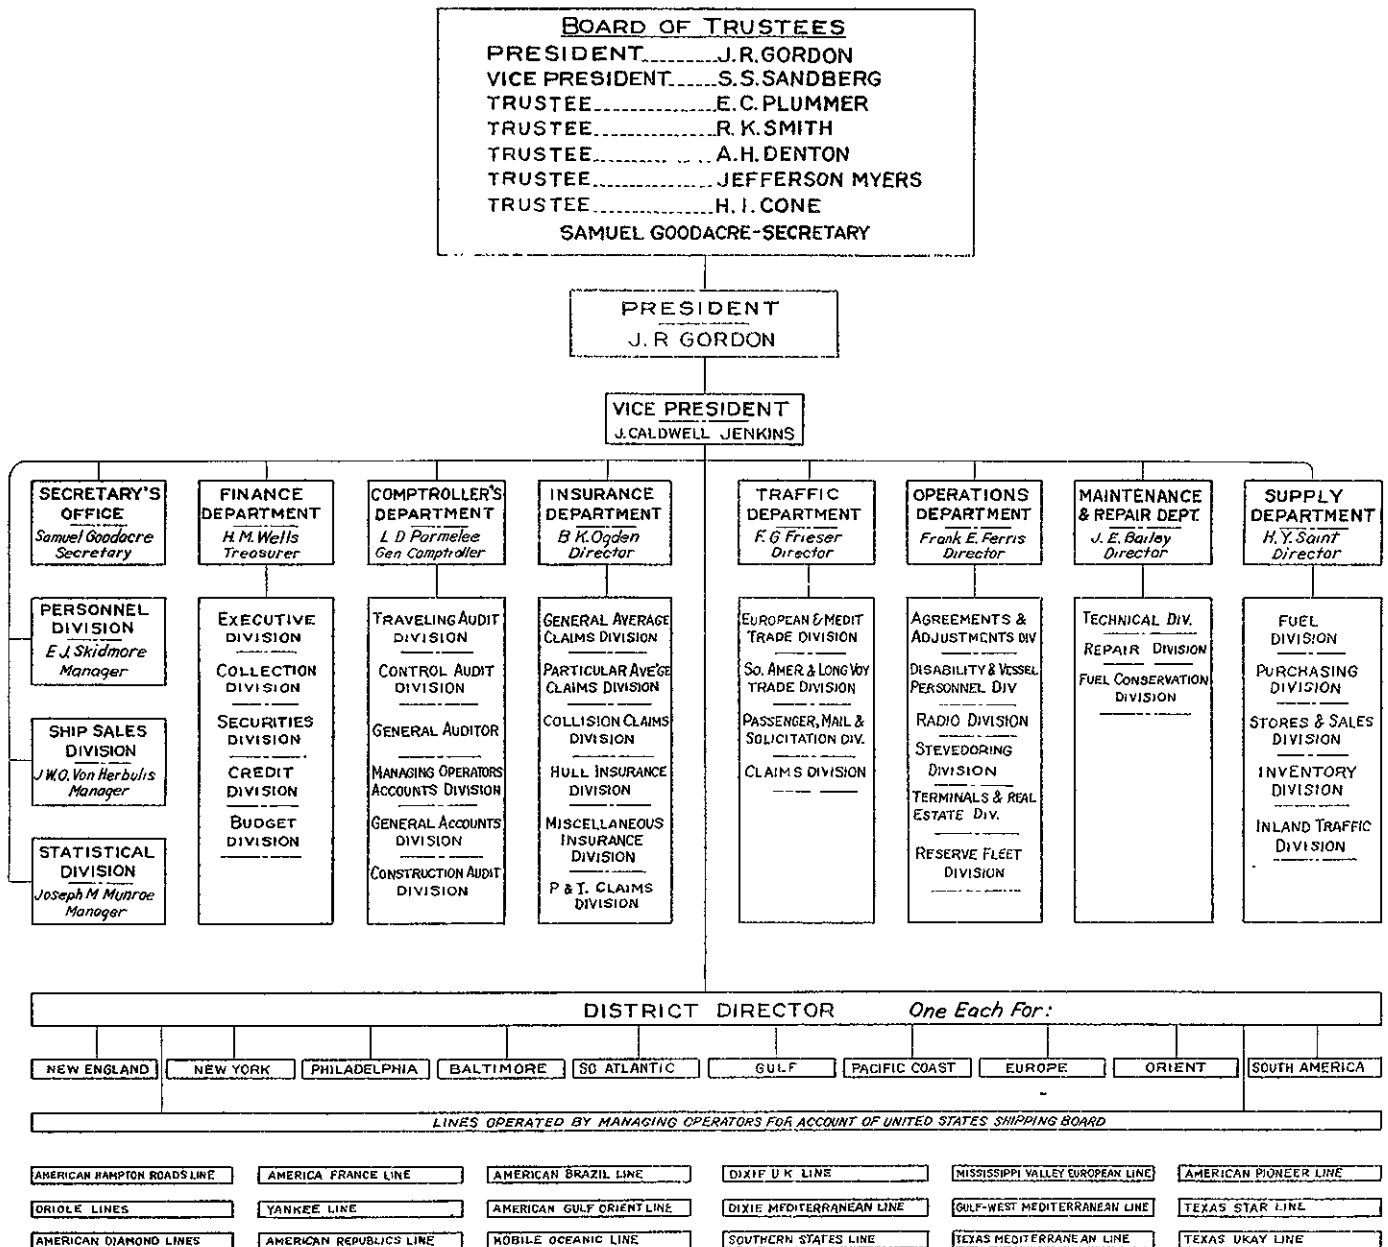 BOARD OF TRUSTEES
PRESIDENT J.R. GORDON
VICE PRESIDENT S.S. SANDBERG
TRUSTEE E.C. PLUMMER
TRUSTEE R.K. SMITH
TRUSTEE A.H. DENTON
TRUSTEE JEFFERSON MYERS
TRUSTEE H.I. CONE
SAMUEL GOODACRE-SECRETARY
PRESIDENT
J.R GORDON
VICE PRESIDENT
J. CALDWELL JENKINS
SECRETARY'S
OFFICE
Samuel Goodacre
Secretary
FINANCE
DEPARTMENT
H.M. Wells
Treasurer
COMPTROLLER'S
DEPARTMENT
L D Parmelee
Gen Comptroller
INSURANCE
DEPARTMENT
B K. Ogden
Director
TRAFFIC
DEPARTMENT
F. G Frieser
Director
OPERATIONS
DEPARTMENT
Frank E. Ferris
Director
MAINTENANCE
& REPAIR DEPT.
J. E. Bailey
Director
SUPPLY
DEPARTMENT
H. Y. Saint
Director
PERSONNEL
DIVISION
E J. Skidmore
Manager
SHIP SALES
DIVISION
J W.O. Von Herbulis
Manager
STATISTICAL
DIVISION
Joseph M Munroe
Manager
EXECUTIVE
DIVISION
COLLECTION
DIVISION
SECURITIES
DIVISION
CREDIT
DIVISION
BUDGET
DIVISION
TRAVELING AUDIT
DIVISION
CONTROL AUDIT
DIVISION
GENERAL AUDITOR
MANAGING OPERATORS
ACCOUNTS DIVISION
GENERAL ACCOUNTS
DIVISION
CONSTRUCTION AUDIT
DIVISION
GENERAL AVERAGE
CLAIMS DIVISION
PARTICULAR AVE'GE
CLAIMS DIVISION
COLLISION CLAIMS
DIVISION
HULL INSURANCE
DIVISION
MISCELLANEOUS
INSURANCE
DIVISION
P & I. CLAIMS
DIVISION
EUROPEAN & MEDIT
TRADE DIVISION
SO. AMER. & LONG VOY
TRADE DIVISION
PASSENGER, MAIL &
SOLICITATION DIV.
CLAIMS DIVISION
AGREEMENTS &
ADJUSTMENTS DIV
DISABILITY & VESSEL
PERSONNEL DIV
RADIO DIVISION
STEVEDORING
DIVISION
TERMINALS & REAL
ESTATE DIV.
RESERVE FLEET
DIVISION
TECHNICAL DIV.
REPAIR DIVISION
FUEL CONSERVATION
DIVISION
FUEL
DIVISION
PURCHASING
DIVISION
STORES & SALES
DIVISION
INVENTORY
DIVISION
INLAND TRAFFIC
DIVISION
DISTRICT DIRECTOR One Each For:
NEW ENGLAND
NEW YORK
PHILADELPHIA
BALTIMORE
SO ATLANTIC
GULF
PACIFIC COAST
EUROPE
ORIENT
SOUTH AMERICA
LINES OPERATED BY MANAGING OPERATORS FOR ACCOUNT OF UNITED STATES SHIPPING BOARD
AMERICAN HAMPTON ROADS LINE
AMERICA FRANCE LINE
AMERICAN BRAZIL LINE
DIXIE U K LINE
MISSISSIPPI VALLEY EUROPEAN LINE
AMERICAN PIONEER LINE
ORIOLE LINES
YANKEE LINE
AMERICAN GULF ORIENT LINE
DIXIE MEDITERRANEAN LINE
GULF-WEST MEDITERRANEAN LINE
TEXAS STAR LINE
AMERICAN DIAMOND LINES
AMERICAN REPUBLICS LINE
MOBILE OCEANIC LINE
SOUTHERN STATES LINE
TEXAS MEDITERRANEAN LINE
TEXAS UKAY LINE